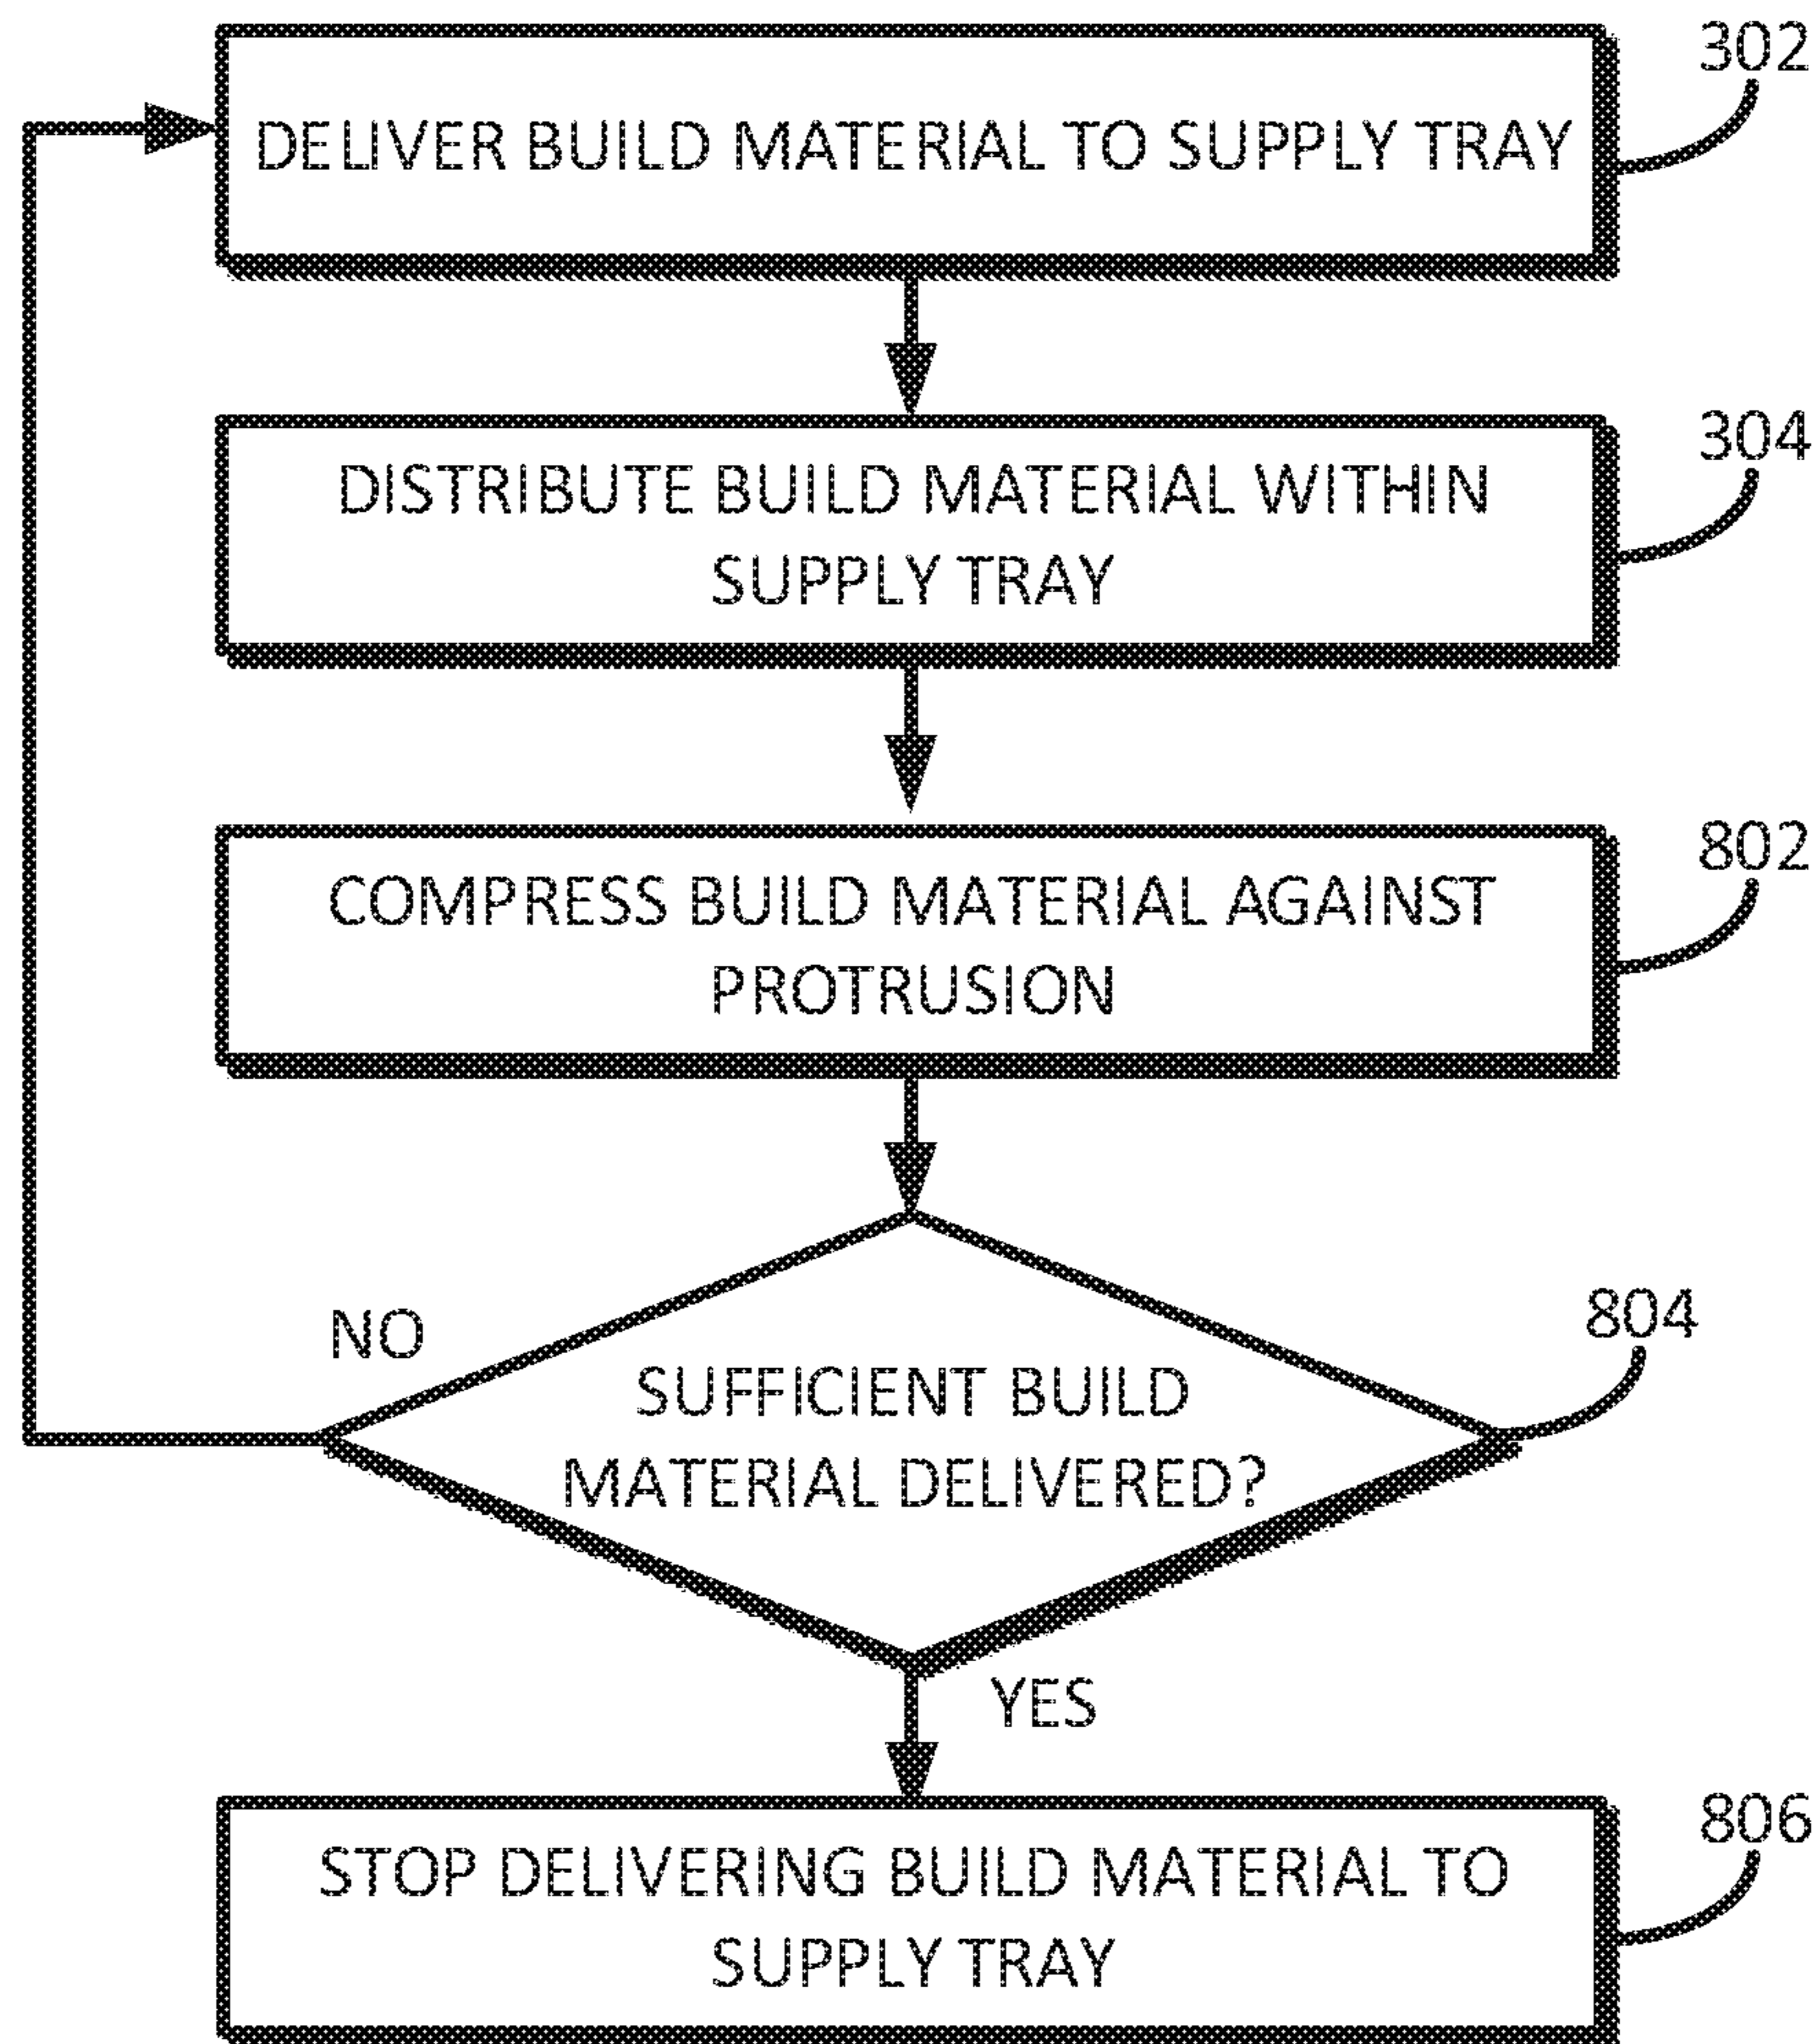 302
DELIVER BUILD MATERIAL TO SUPPLY TRAY
304
DISTRIBUTE BUILD MATERIAL WITHIN
SUPPLY TRAY
802
COMPRESS BUILD MATERIAL AGAINST
PROTRUSION
804
NO
SUFFICIENT BUILD
MATERIAL DELIVERED?
YES
806
STOP DELIVERING BUILD MATERIAL TO
SUPPLY TRAY